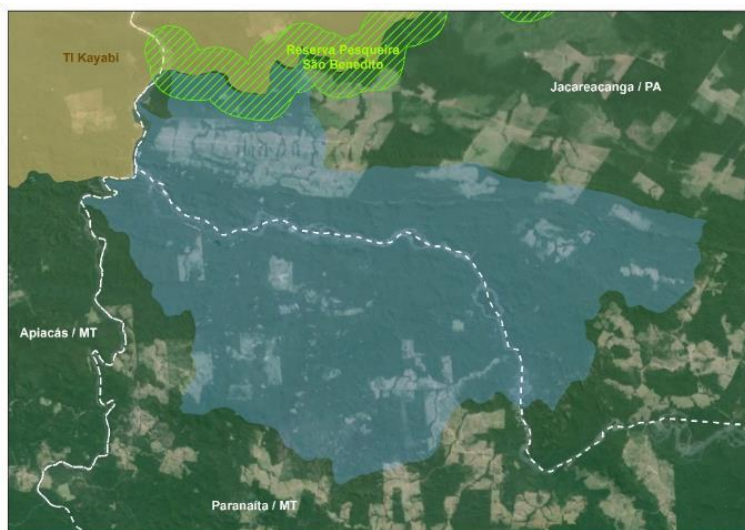 TI Kayabi
Reserva Pesqueira
São Benedito
Jacareacanga / PA
Apiacás / MT
Paranaíta / MT